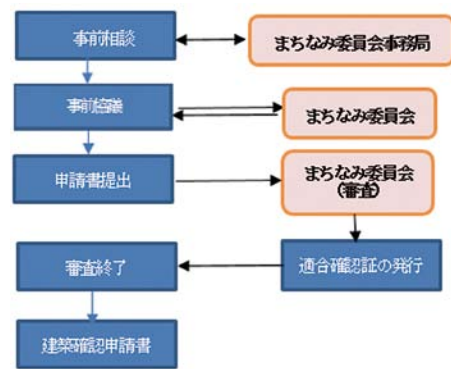 事前相談
まちなみ委員会事務局
事前協議
まちなみ委員会
申請書提出
まちなみ委員会
(審査)
審査終了
適合確認証の発行
建築確認申請書